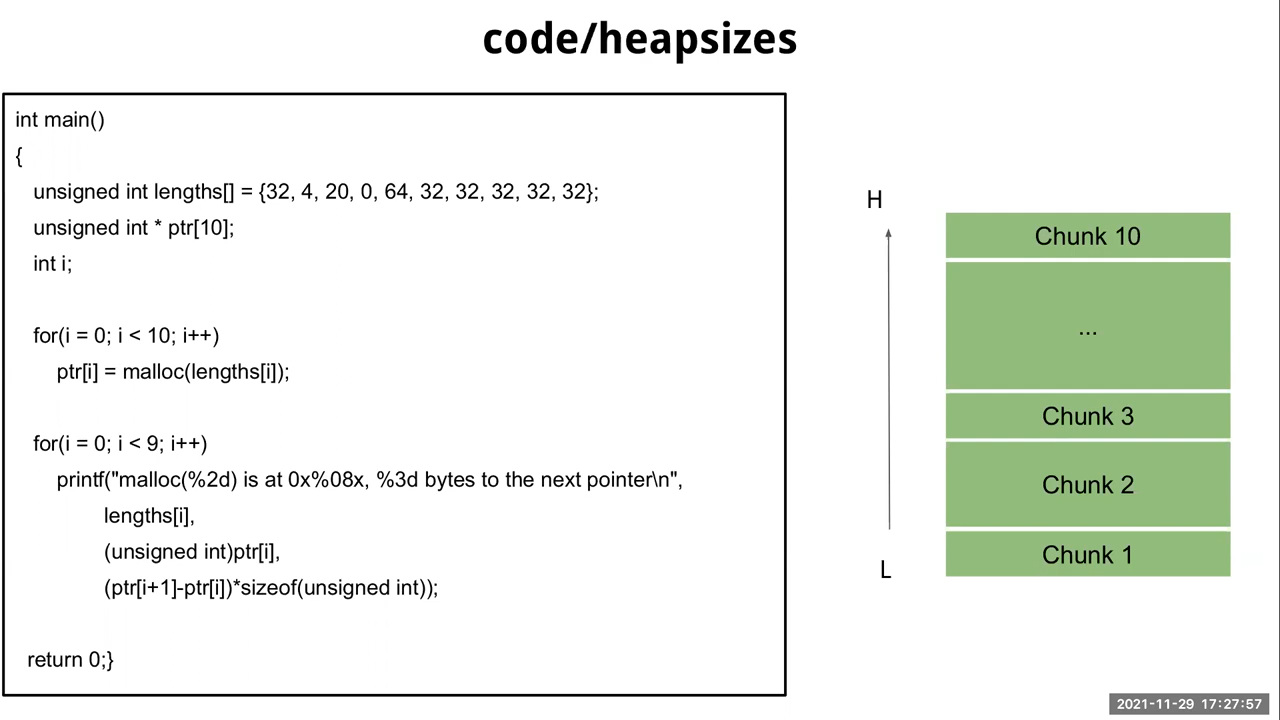 code/heapsizes
int main()
{
unsigned int lengths[] = {32, 4, 20, 0, 64, 32, 32, 32, 32, 32};
unsigned int * ptr[10];
int i;
for(i = 0; i < 10; i++)
ptr[i] = malloc(lengths[i]);
for(i = 0; i < 9; i++)
printf("malloc(%2d) is at 0x%08x, %3d bytes to the next pointer\n",
lengths[i],
(unsigned int)ptr[i],
(ptr[i+1]-ptr[i])*sizeof(unsigned int));
return 0;}
H
L
Chunk 10
...
Chunk 3
Chunk 2
Chunk 1
2021-11-29 17:27:57